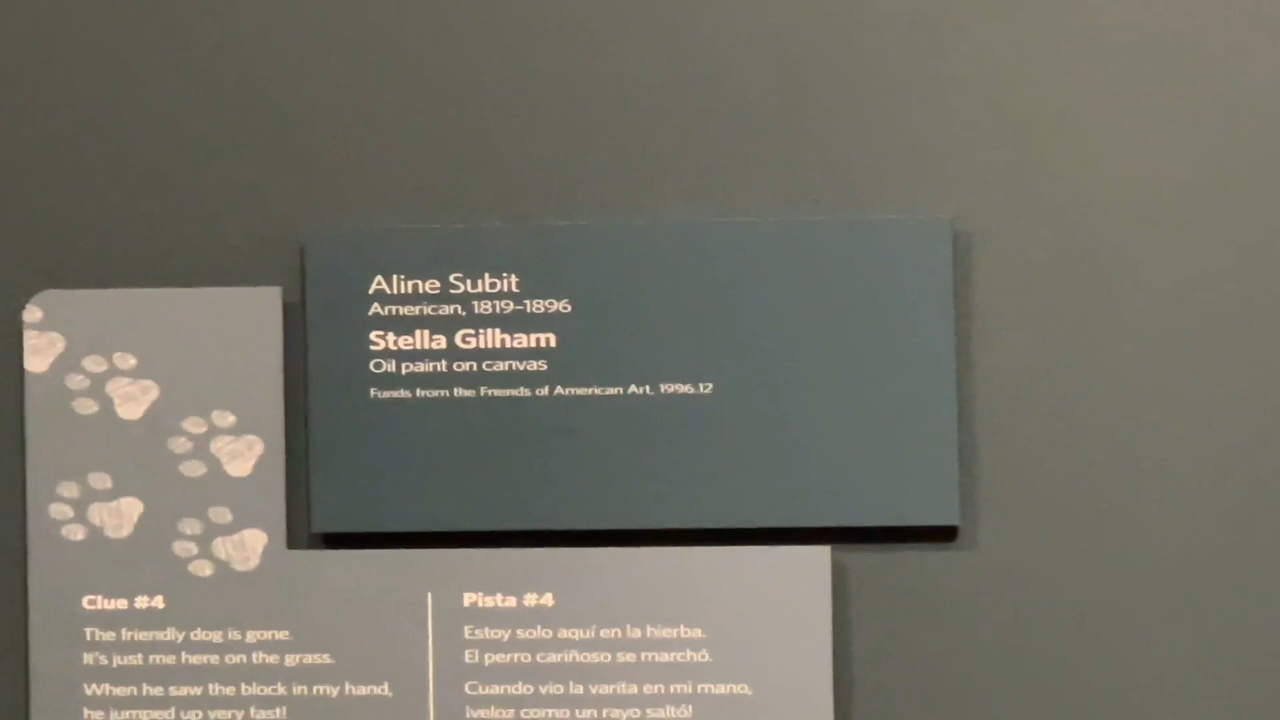 Aline Subit
American, 1819–1896
Stella Gilham
Oil paint on canvas
Funds from the Friends of American Art, 1996.12
Clue #4
The friendly dog is gone.
It's just me here on the grass.
When he saw the block in my hand,
he jumped up very fast!
Pista #4
Estoy solo aquí en la hierba.
El perro cariñoso se marchó.
Cuando vio la varita en mi mano,
¡veloz como un rayo saltó!